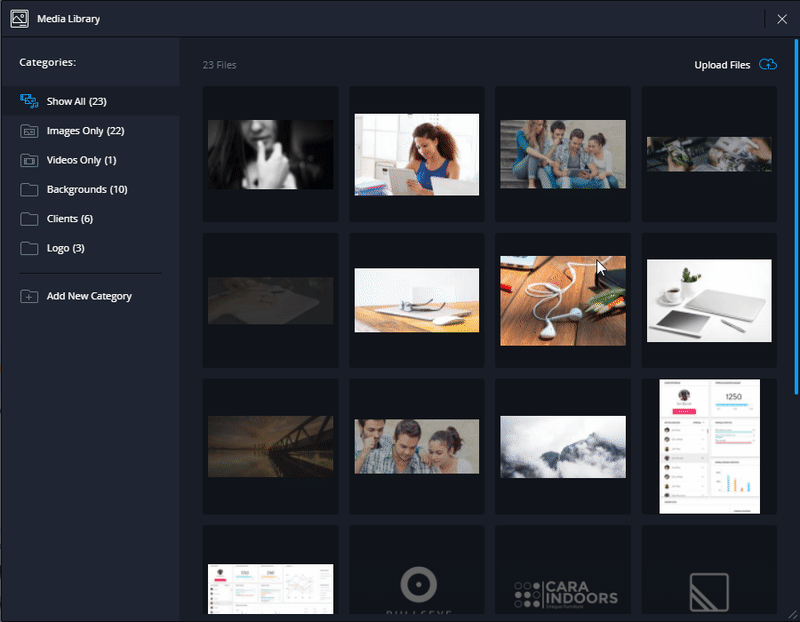 Media Library
Categories:
23 Files
Upload Files
Show All (23)
Images Only (22)
Videos Only (1)
Backgrounds (10)
Clients (6)
Logo (3)
Add New Category
1250
BULLSEYE
CARA
INDOORS